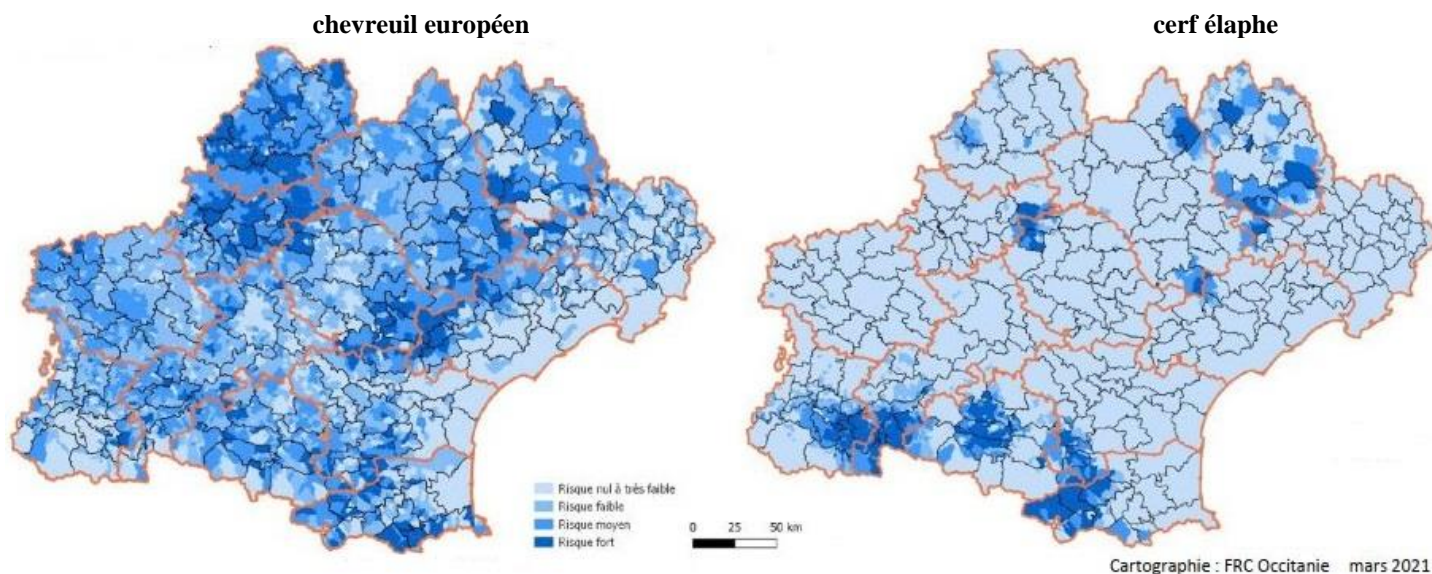 chevreuil européen
cerf élaphe
Risque nul à très faible
Risque faible
Risque moyen
Risque fort
0 25 50 km
Cartographie : FRC Occitanie mars 2021